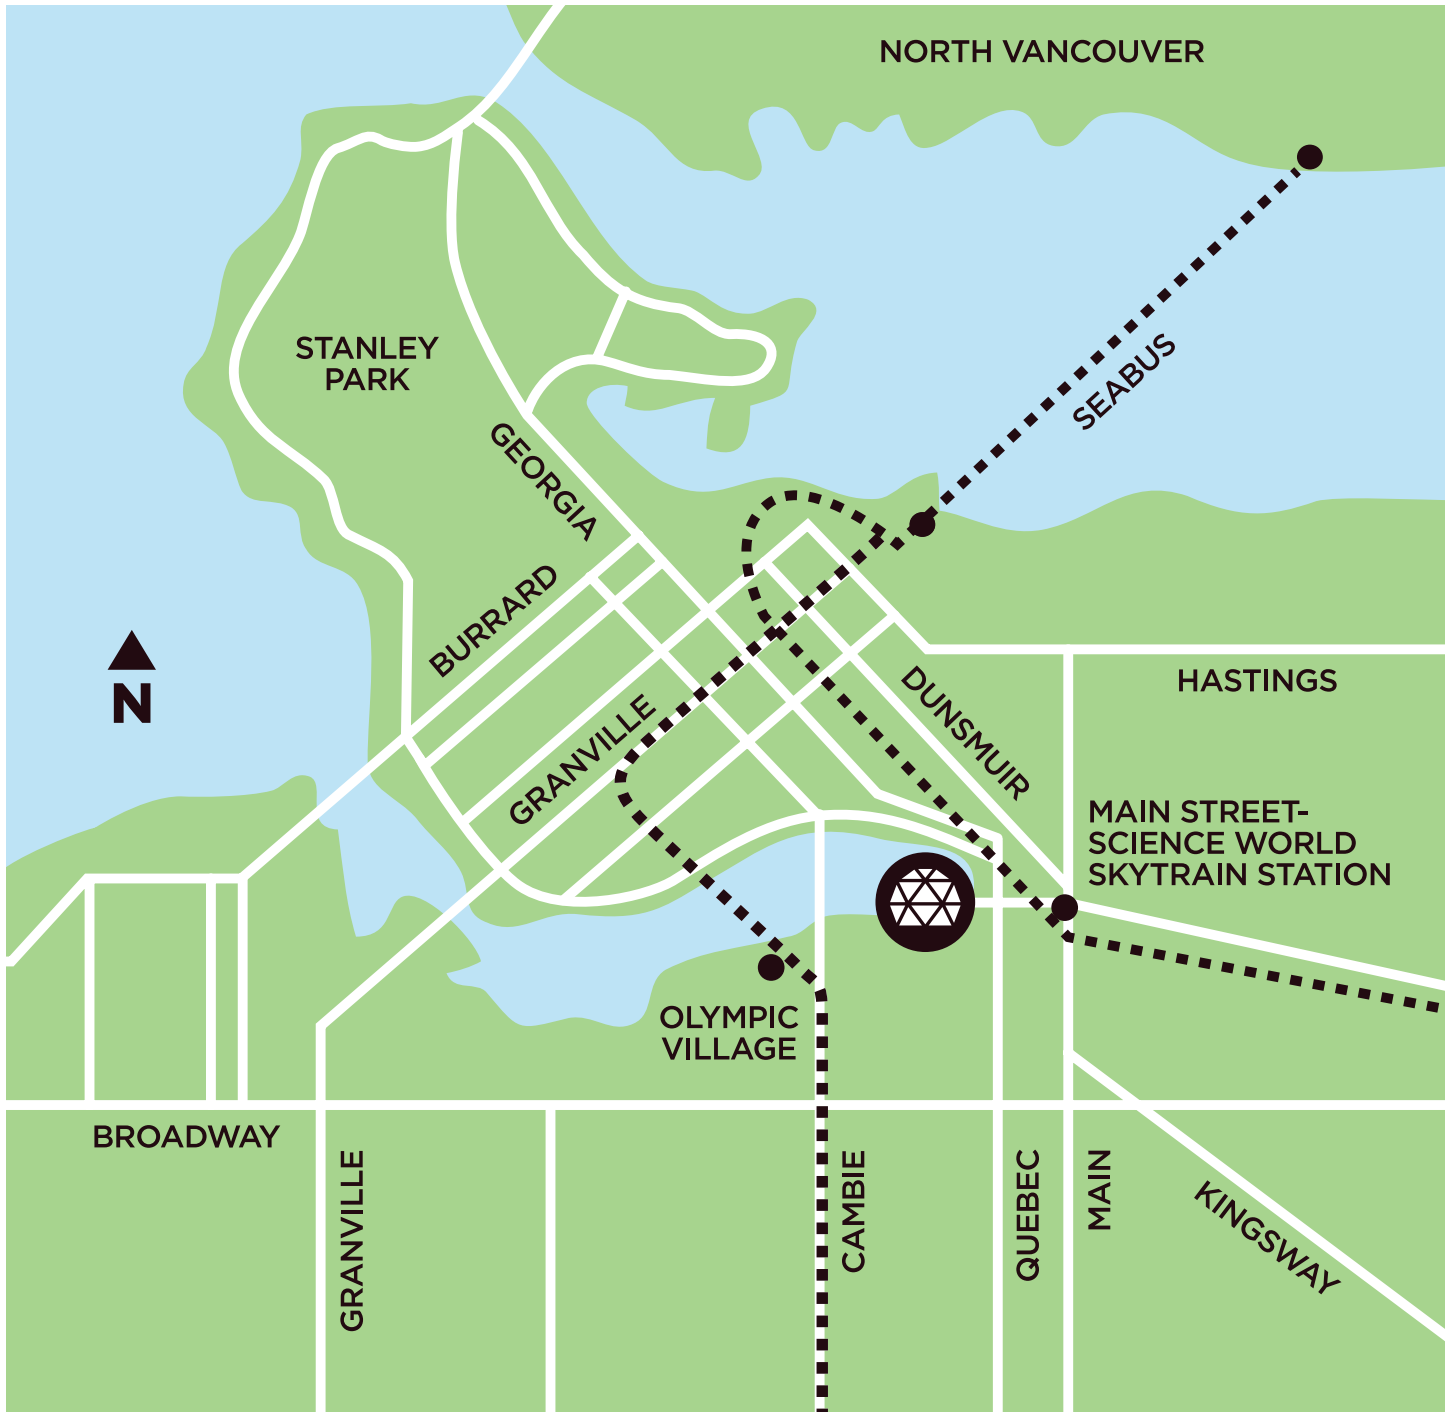 NORTH VANCOUVER
STANLEY
PARK
SEABUS
GEORGIA
BURRARD
N
HASTINGS
DUNSMUIR
GRANVILLE
MAIN STREET-
SCIENCE WORLD
SKYTRAIN STATION
OLYMPIC
VILLAGE
BROADWAY
GRANVILLE
CAMBIE
QUEBEC
MAIN
KINGSWAY